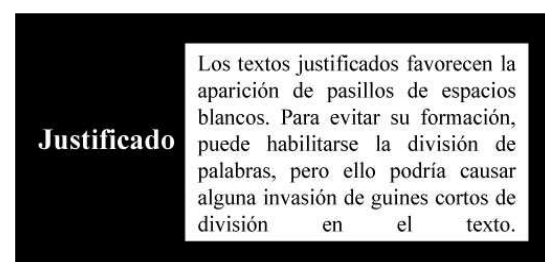 Justificado
Los textos justificados favorecen la
aparición de pasillos de espacios
blancos. Para evitar su formación,
puede habilitarse la división de
palabras, pero ello podría causar
alguna invasión de guines cortos de
división en el texto.